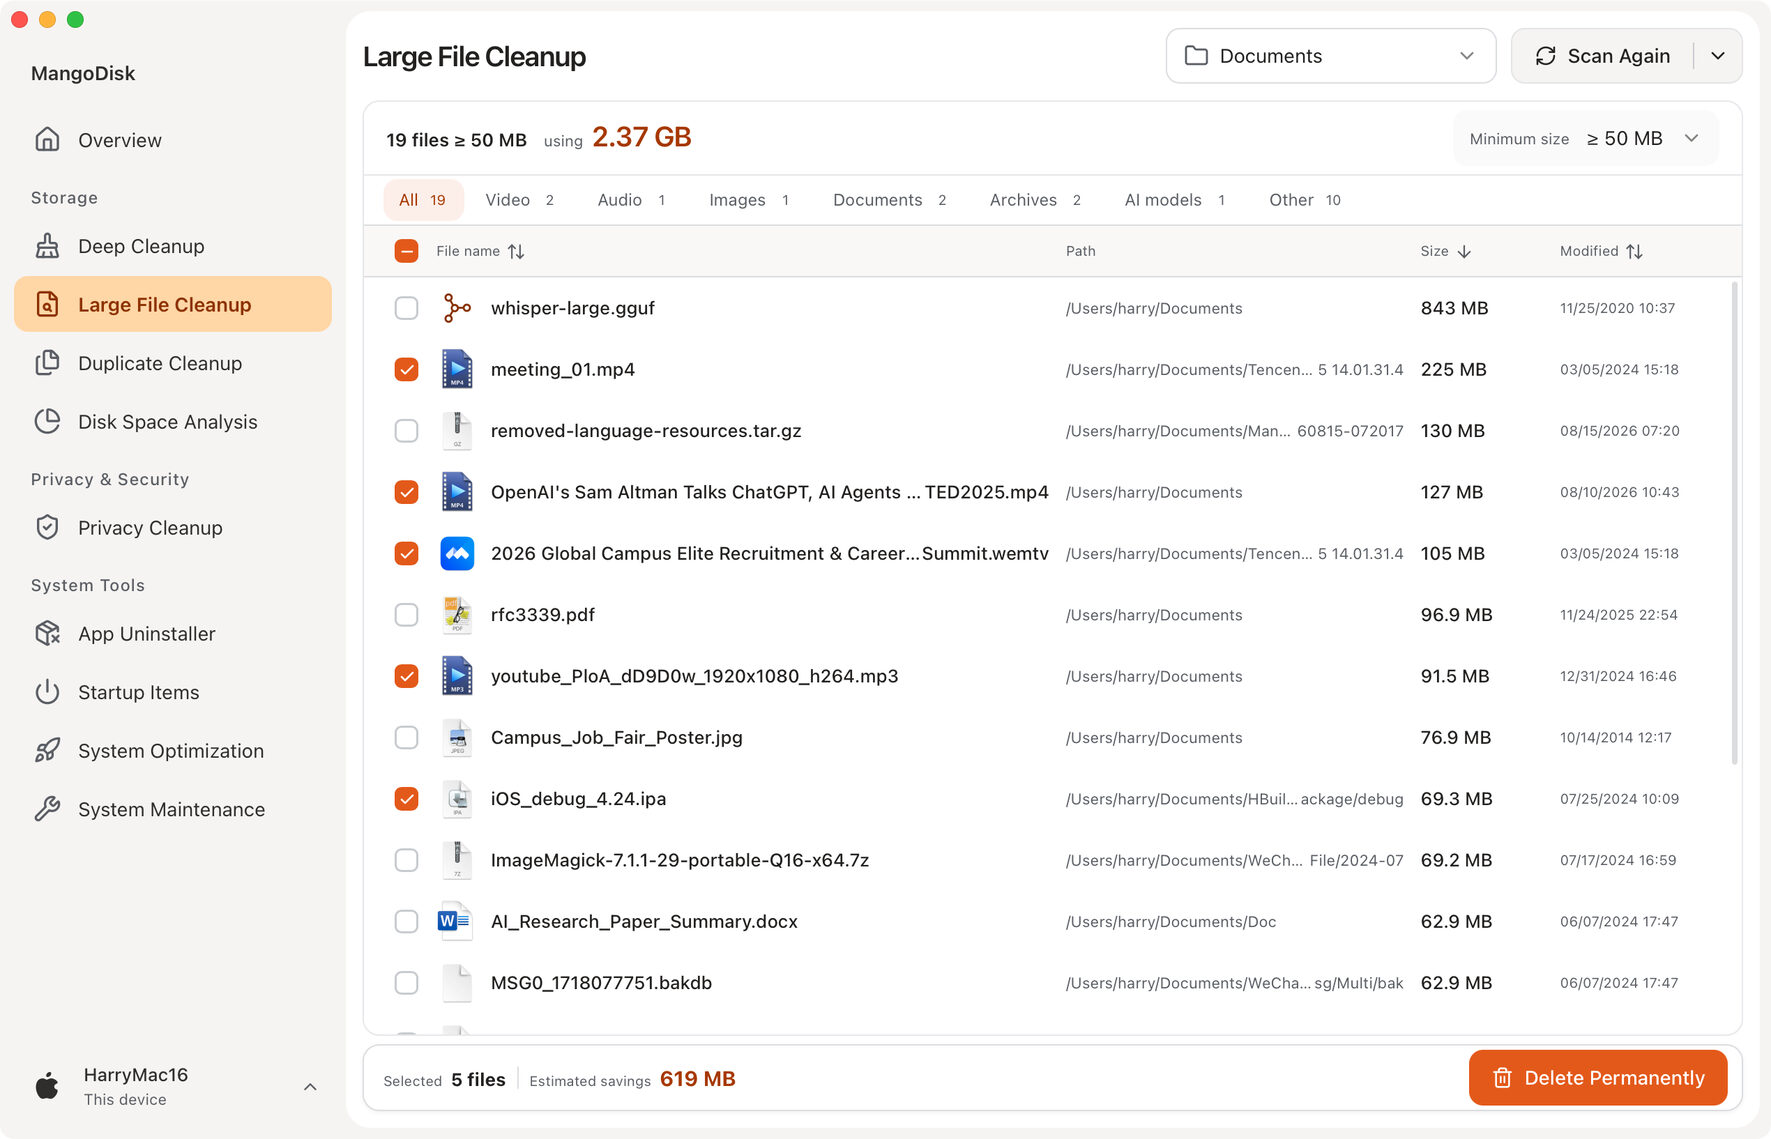 MangoDisk
Overview
Storage
Deep Cleanup
Large File Cleanup
Duplicate Cleanup
Disk Space Analysis
Privacy & Security
Privacy Cleanup
System Tools
App Uninstaller
Startup Items
System Optimization
System Maintenance
HarryMac16
This device
Large File Cleanup
Documents
Scan Again
19 files ≥ 50 MB using 2.37 GB
Minimum size ≥ 50 MB
All 19 Video 2 Audio 1 Images 1 Documents 2 Archives 2 AI models 1 Other 10
File name Path Size Modified
whisper-large.gguf /Users/harry/Documents 843 MB 11/25/2020 10:37
MP4 meeting_01.mp4 /Users/harry/Documents/Tencen... 5 14.01.31.4 225 MB 03/05/2024 15:18
GZ removed-language-resources.tar.gz /Users/harry/Documents/Man... 60815-072017 130 MB 08/15/2026 07:20
MP4 OpenAI's Sam Altman Talks ChatGPT, AI Agents ... TED2025.mp4 /Users/harry/Documents 127 MB 08/10/2026 10:43
2026 Global Campus Elite Recruitment & Career...Summit.wemtv /Users/harry/Documents/Tencen... 5 14.01.31.4 105 MB 03/05/2024 15:18
PDF rfc3339.pdf /Users/harry/Documents 96.9 MB 11/24/2025 22:54
MP3 youtube_PloA_dD9D0w_1920x1080_h264.mp3 /Users/harry/Documents 91.5 MB 12/31/2024 16:46
JPEG Campus_Job_Fair_Poster.jpg /Users/harry/Documents 76.9 MB 10/14/2014 12:17
IPA iOS_debug_4.24.ipa /Users/harry/Documents/HBuil...ackage/debug 69.3 MB 07/25/2024 10:09
7Z ImageMagick-7.1.1-29-portable-Q16-x64.7z /Users/harry/Documents/WeCh... File/2024-07 69.2 MB 07/17/2024 16:59
W AI_Research_Paper_Summary.docx /Users/harry/Documents/Doc 62.9 MB 06/07/2024 17:47
MSG0_1718077751.bakdb /Users/harry/Documents/WeCha...sg/Multi/bak 62.9 MB 06/07/2024 17:47
Selected 5 files Estimated savings 619 MB
Delete Permanently